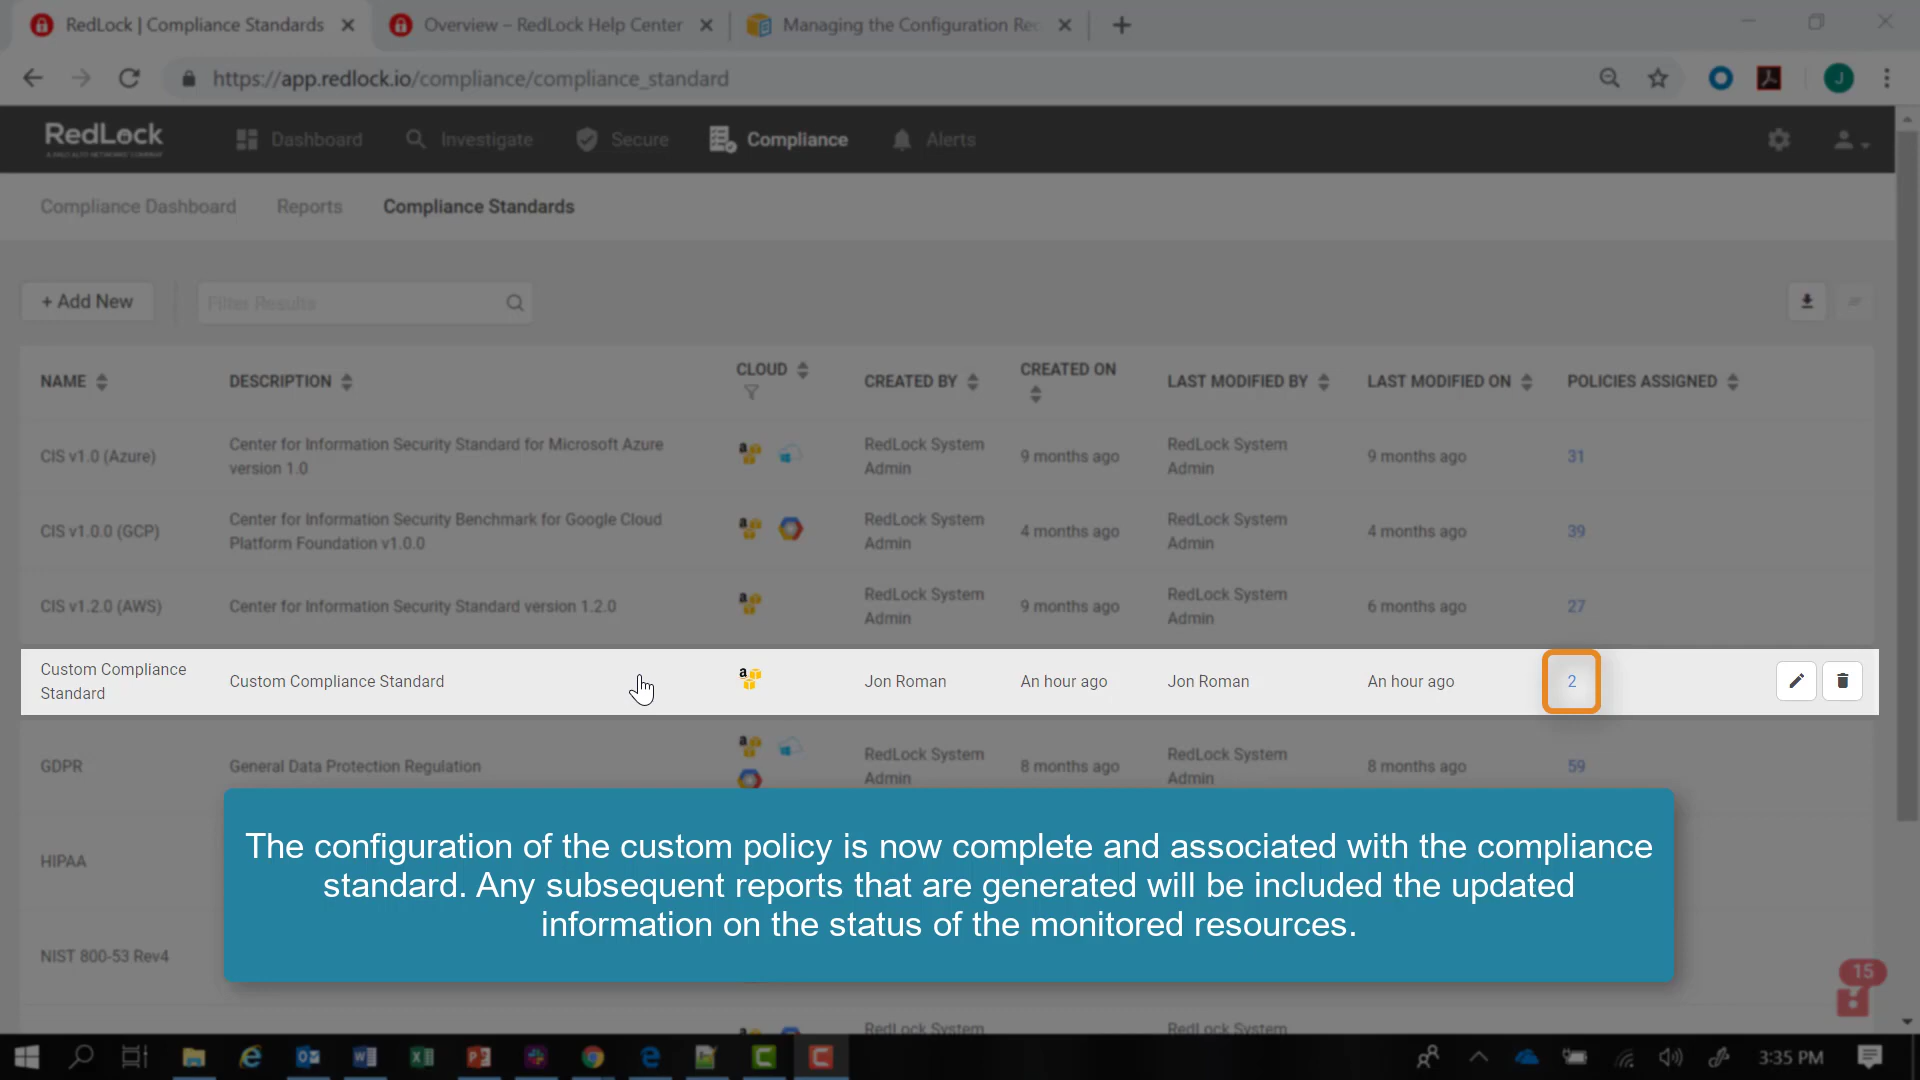 RedLock | Compliance Standards
Overview – RedLock Help Center
Managing the Configuration Rec
https://app.redlock.io/compliance/compliance_standard
J
RedLock
A PALO ALTO NETWORKS COMPANY
Dashboard
Investigate
Secure
Compliance
Alerts
Compliance Dashboard
Reports
Compliance Standards
+ Add New
Filter Results
NAME
DESCRIPTION
CLOUD
CREATED BY
CREATED ON
LAST MODIFIED BY
LAST MODIFIED ON
POLICIES ASSIGNED
CIS v1.0 (Azure)
Center for Information Security Standard for Microsoft Azure
version 1.0
RedLock System
Admin
9 months ago
RedLock System
Admin
9 months ago
31
CIS v1.0.0 (GCP)
Center for Information Security Benchmark for Google Cloud
Platform Foundation v1.0.0
RedLock System
Admin
4 months ago
RedLock System
Admin
4 months ago
39
CIS v1.2.0 (AWS)
Center for Information Security Standard version 1.2.0
RedLock System
Admin
9 months ago
RedLock System
Admin
6 months ago
27
Custom Compliance
Standard
Custom Compliance Standard
Jon Roman
An hour ago
Jon Roman
An hour ago
2
GDPR
General Data Protection Regulation
RedLock System
Admin
8 months ago
RedLock System
Admin
8 months ago
59
The configuration of the custom policy is now complete and associated with the compliance
standard. Any subsequent reports that are generated will be included the updated
information on the status of the monitored resources.
HIPAA
NIST 800-53 Rev4
15
RedLock System
RedLock System
3:35 PM